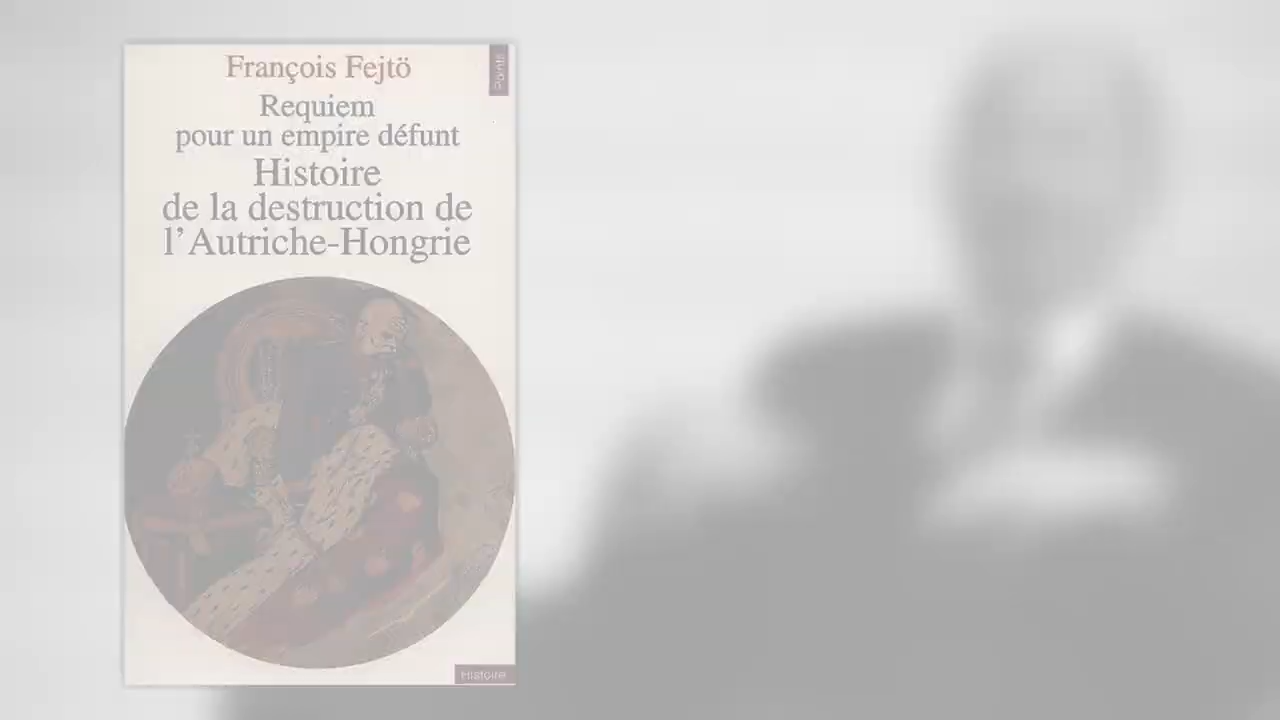 François Fejtö
Points
Requiem
pour un empire défunt
Histoire
de la destruction de
l'Autriche-Hongrie
Histoire